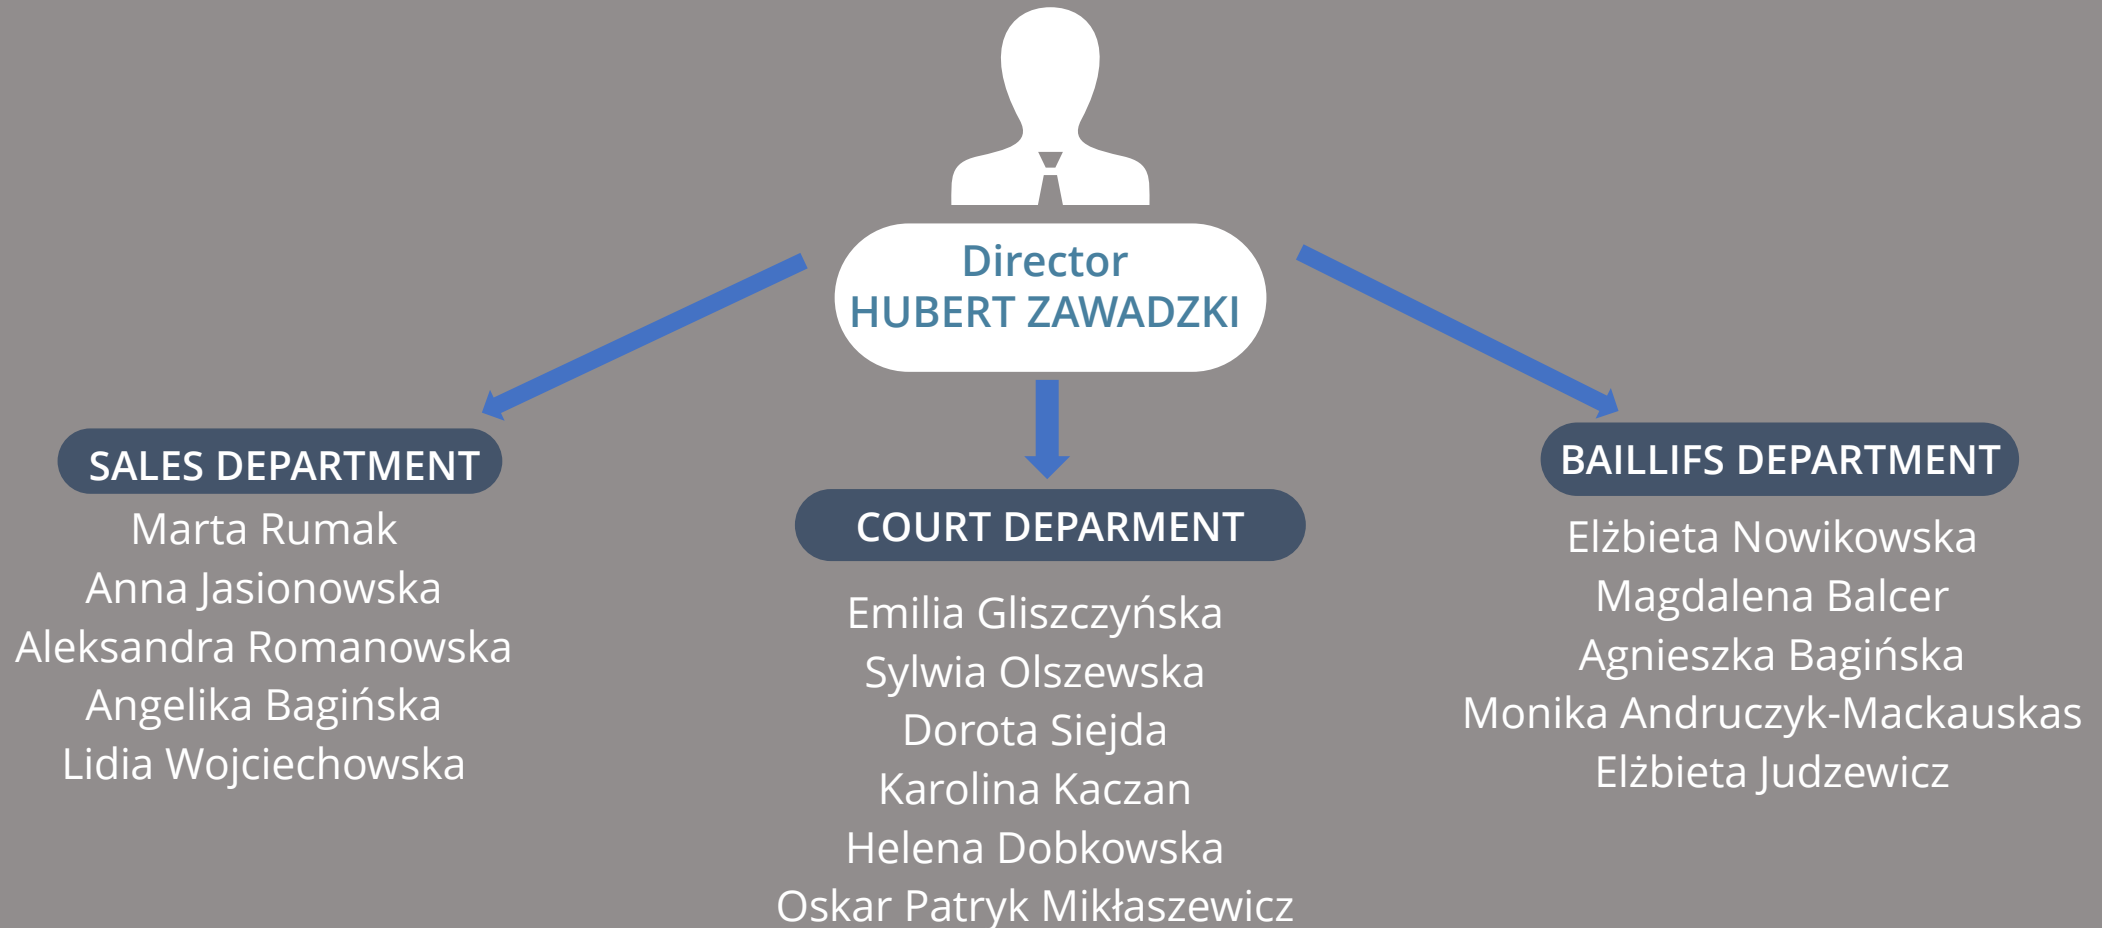 Director
HUBERT ZAWADZKI
SALES DEPARTMENT
Marta Rumak
Anna Jasionowska
Aleksandra Romanowska
Angelika Bagińska
Lidia Wojciechowska
COURT DEPARMENT
Emilia Gliszczyńska
Sylwia Olszewska
Dorota Siejda
Karolina Kaczan
Helena Dobkowska
Oskar Patryk Mikłaszewicz
BAILLIFS DEPARTMENT
Elżbieta Nowikowska
Magdalena Balcer
Agnieszka Bagińska
Monika Andruczyk-Mackauskas
Elżbieta Judzewicz